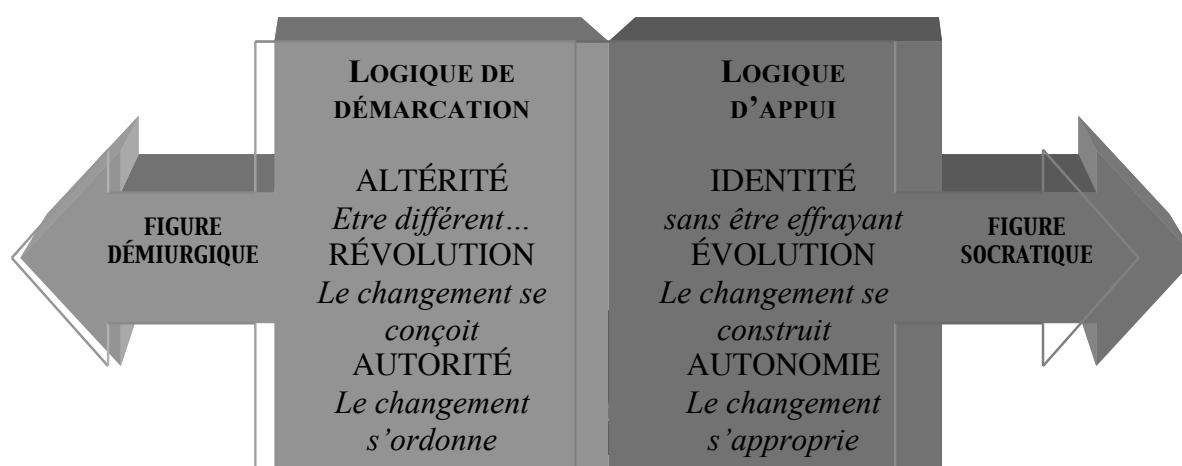 LOGIQUE DE
DÉMARCATION
ALTÉRITÉ
Etre différent…
RÉVOLUTION
Le changement se
conçoit
AUTORITÉ
Le changement
s’ordonne
LOGIQUE
D’APPUI
IDENTITÉ
sans être effrayant
ÉVOLUTION
Le changement se
construit
AUTONOMIE
Le changement
s’approprie
FIGURE
DÉMIURGIQUE
FIGURE
SOCRATIQUE